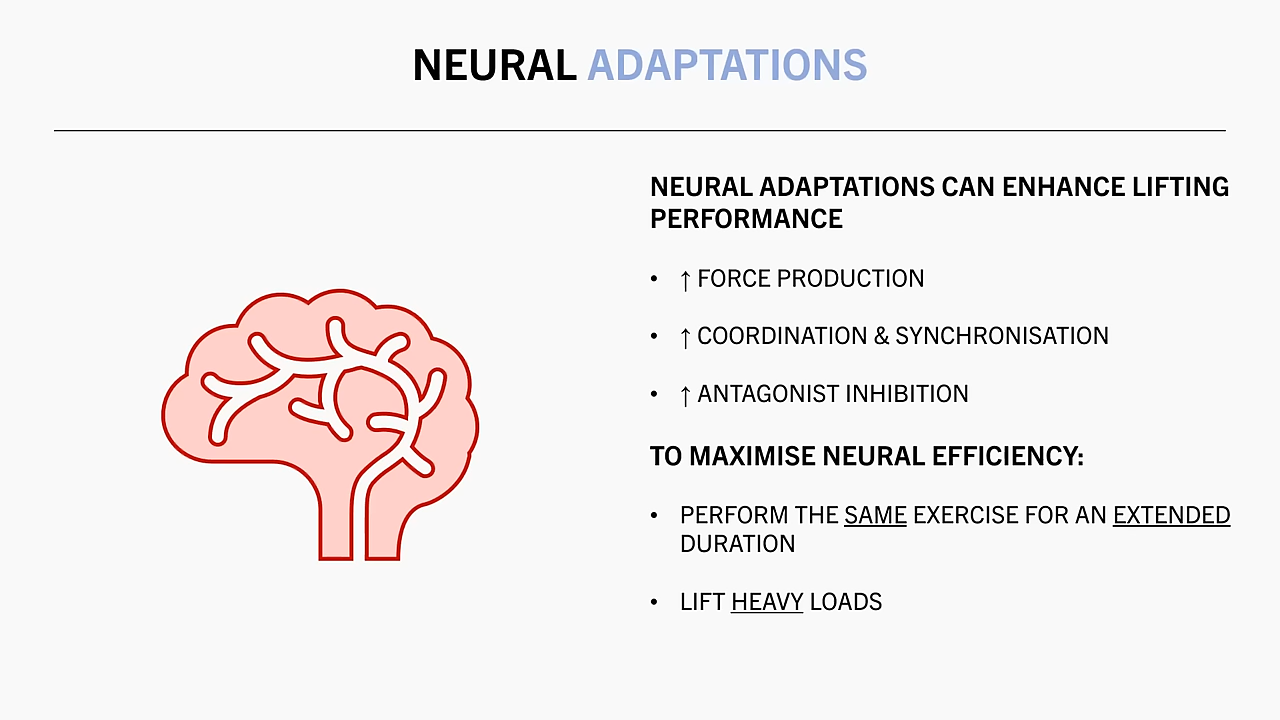 NEURAL ADAPTATIONS
NEURAL ADAPTATIONS CAN ENHANCE LIFTING
PERFORMANCE
• ↑ FORCE PRODUCTION
• ↑ COORDINATION & SYNCHRONISATION
• ↑ ANTAGONIST INHIBITION
TO MAXIMISE NEURAL EFFICIENCY:
• PERFORM THE SAME EXERCISE FOR AN EXTENDED
DURATION
• LIFT HEAVY LOADS